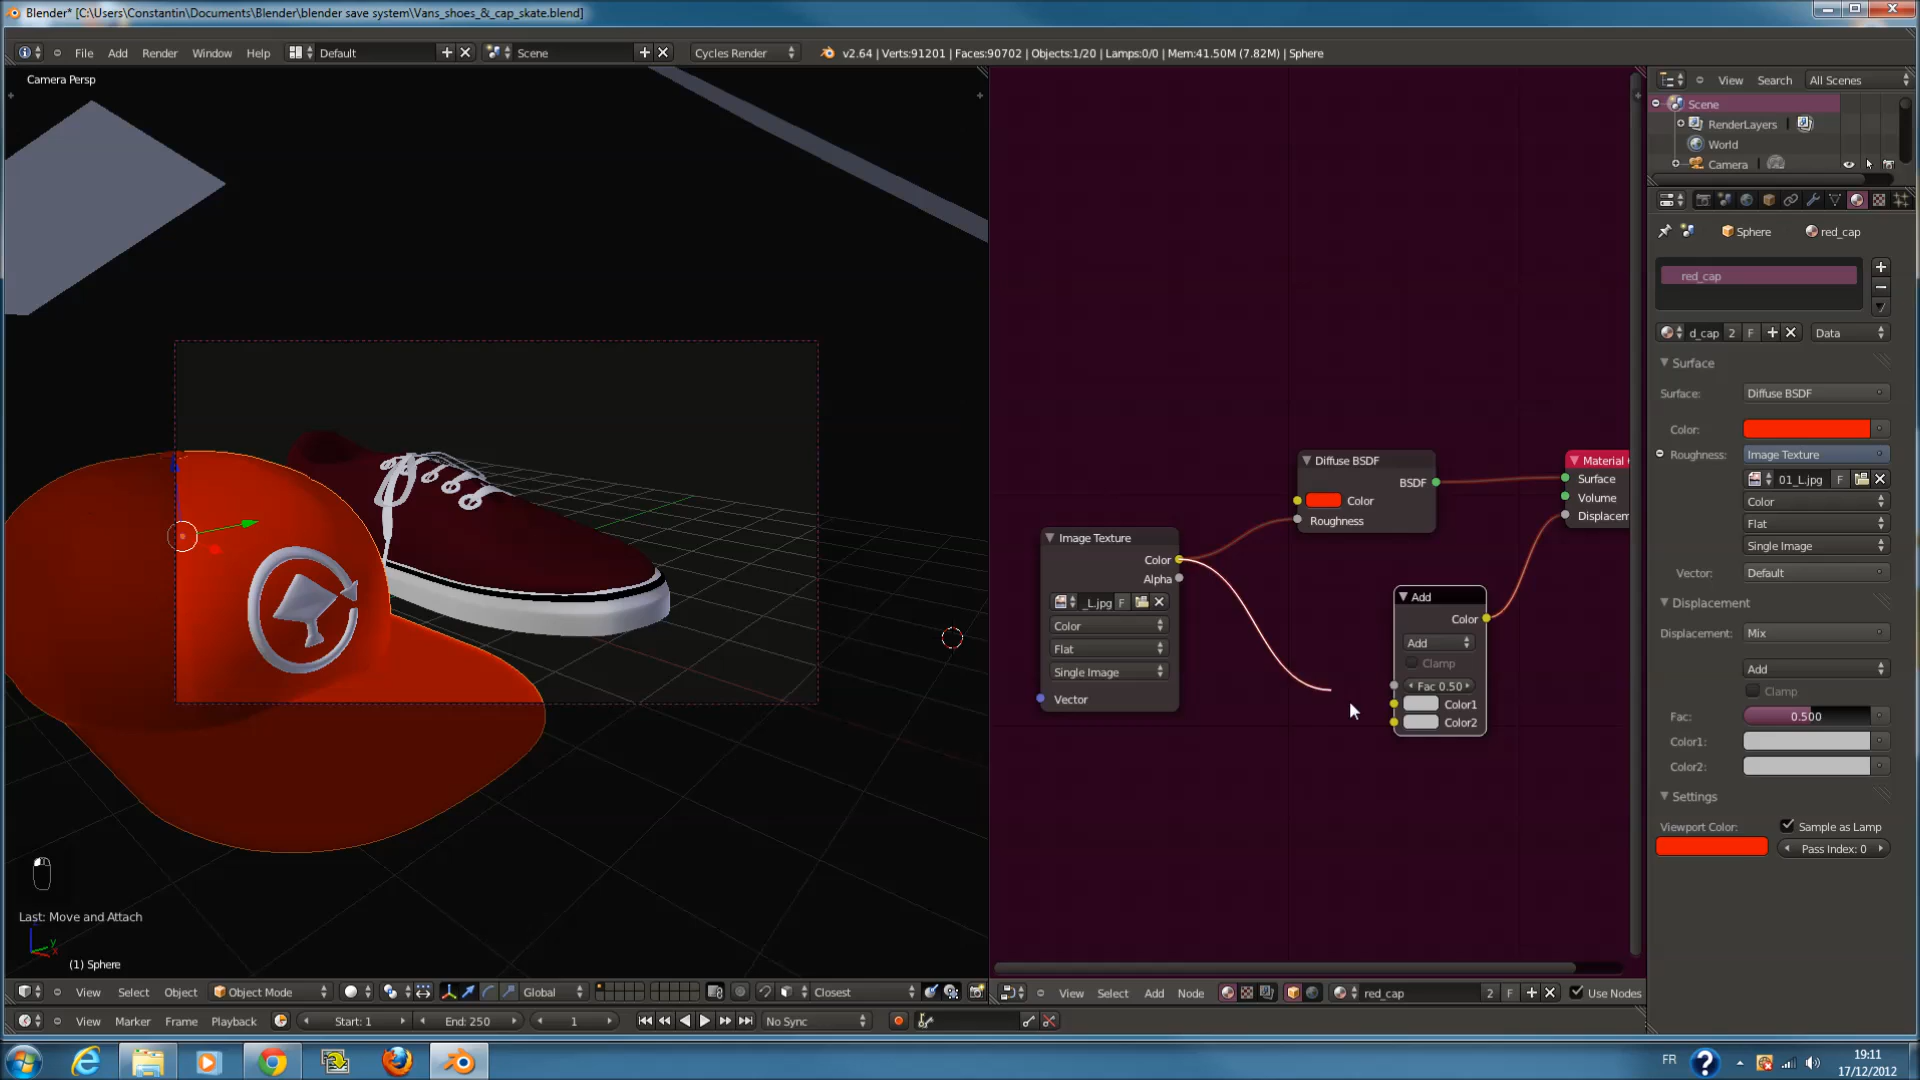 Blender* [C:\Users\Constantin\Documents\Blender\blender save system\Vans_shoes_&_cap_skate.blend]
File Add Render Window Help Default Scene Cycles Render v2.64 | Verts:91201 | Faces:90702 | Objects:1/20 | Lamps:0/0 | Mem:41.50M (7.82M) | Sphere
Camera Persp
View Search All Scenes
Scene
RenderLayers
World
Camera
Sphere red_cap
red_cap
d_cap 2 F Data
Surface
Surface: Diffuse BSDF
Color:
Roughness: Image Texture
01_L.jpg F
Color
Flat
Single Image
Vector: Default
Displacement
Displacement: Mix
Add
Clamp
Fac: 0.500
Color1:
Color2:
Settings
Viewport Color: Sample as Lamp
Pass Index: 0
Diffuse BSDF
BSDF
Color
Roughness
Material
Surface
Volume
Displacem
Image Texture
Color
Alpha
_L.jpg F
Color
Flat
Single Image
Vector
Add
Color
Add
Clamp
Fac 0.50
Color1
Color2
Last: Move and Attach
(1) Sphere
View Select Object Object Mode Global Closest
View Select Add Node red_cap 2 F Use Nodes
View Marker Frame Playback Start: 1 End: 250 1 No Sync
FR 19:11
17/12/2012